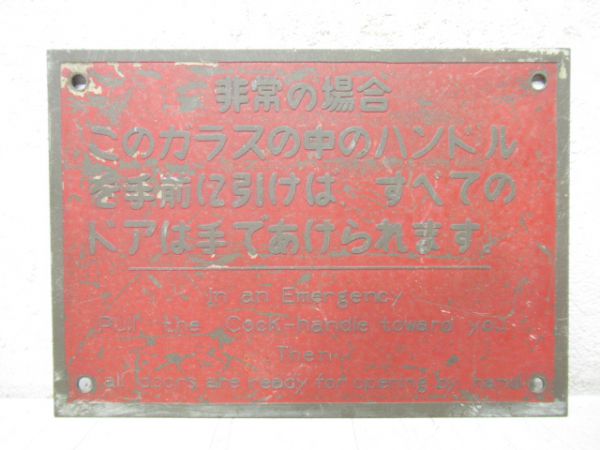 非常の場合
このガラスの中のハンドル
を手前に引けば、すべての
ドアは手であけられます。
In an Emergency
Pull the Cock-handle toward you
Then
all doors are ready for opening by hand